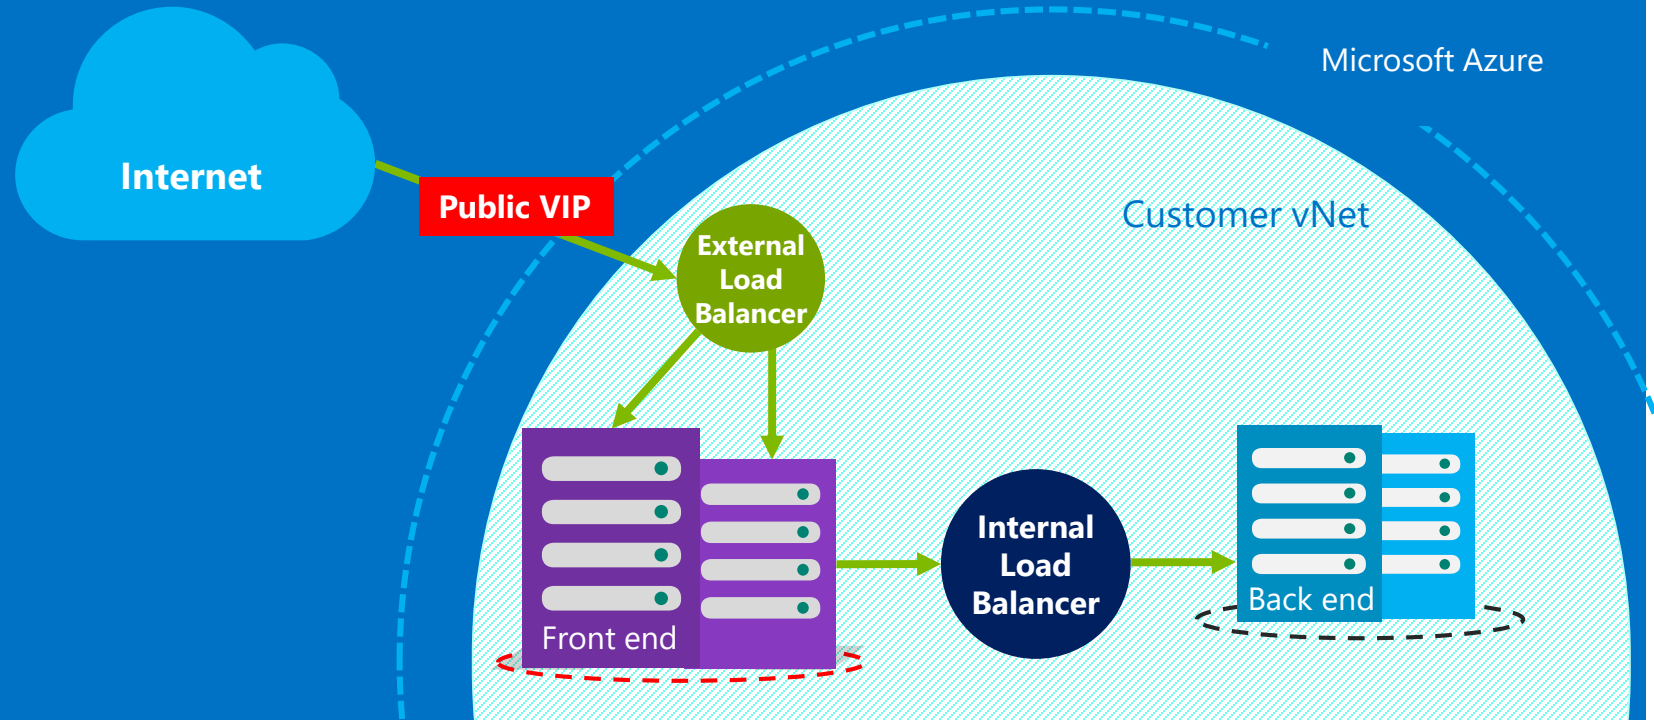 Microsoft Azure
Internet
Public VIP
Customer vNet
External
Load
Balancer
Internal
Load
Balancer
Front end
Back end